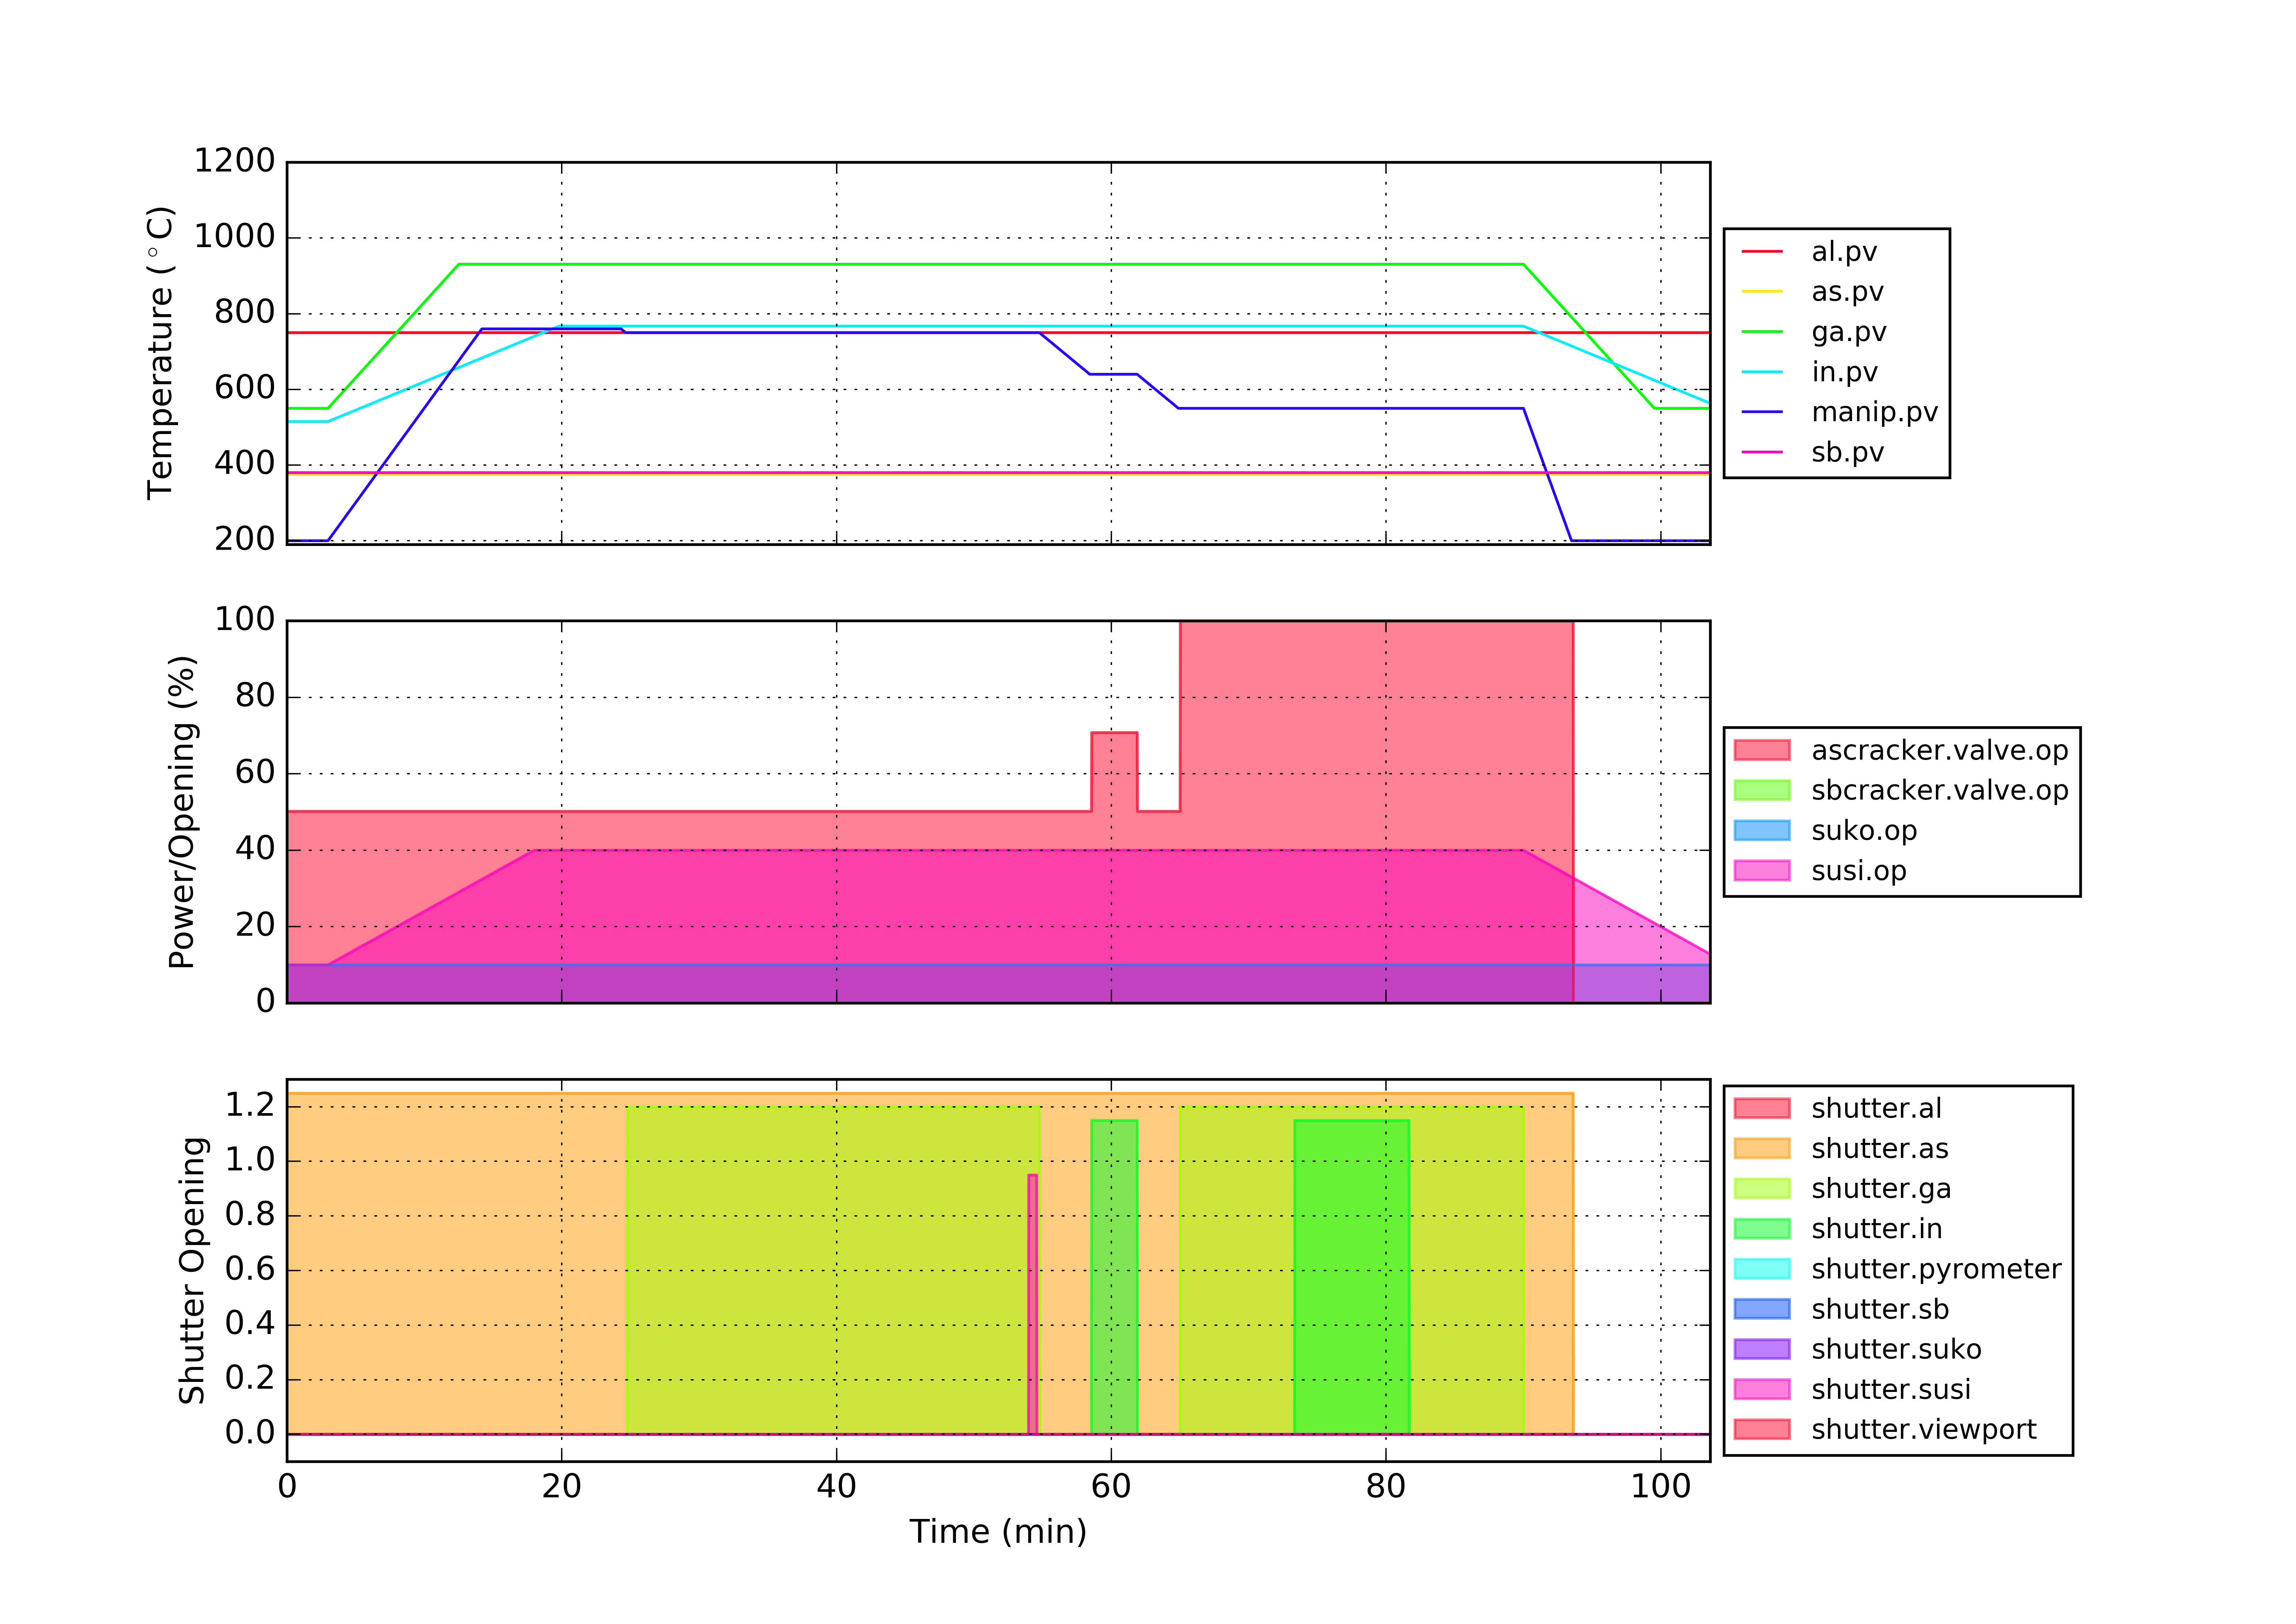 1200
1000
800
600
400
200
Temperature (°C)
al.pv
as.pv
ga.pv
in.pv
manip.pv
sb.pv
100
80
60
40
20
0
Power/Opening (%)
ascracker.valve.op
sbcracker.valve.op
suko.op
susi.op
1.2
1.0
0.8
0.6
0.4
0.2
0.0
Shutter Opening
shutter.al
shutter.as
shutter.ga
shutter.in
shutter.pyrometer
shutter.sb
shutter.suko
shutter.susi
shutter.viewport
0 20 40 60 80 100
Time (min)